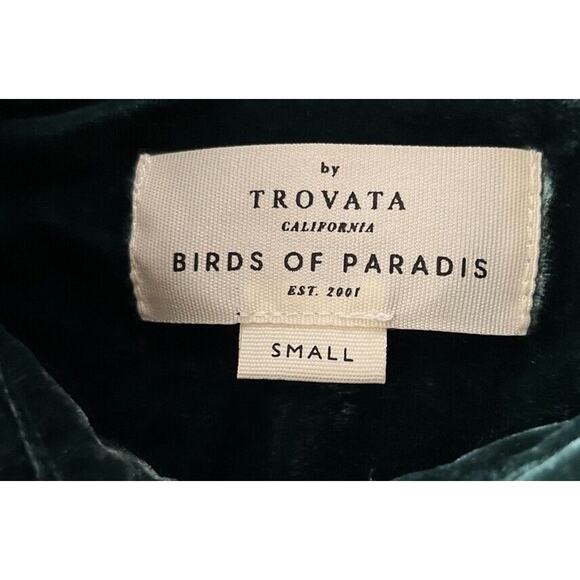 by
TROVATA
CALIFORNIA
BIRDS OF PARADIS
EST. 2001
SMALL